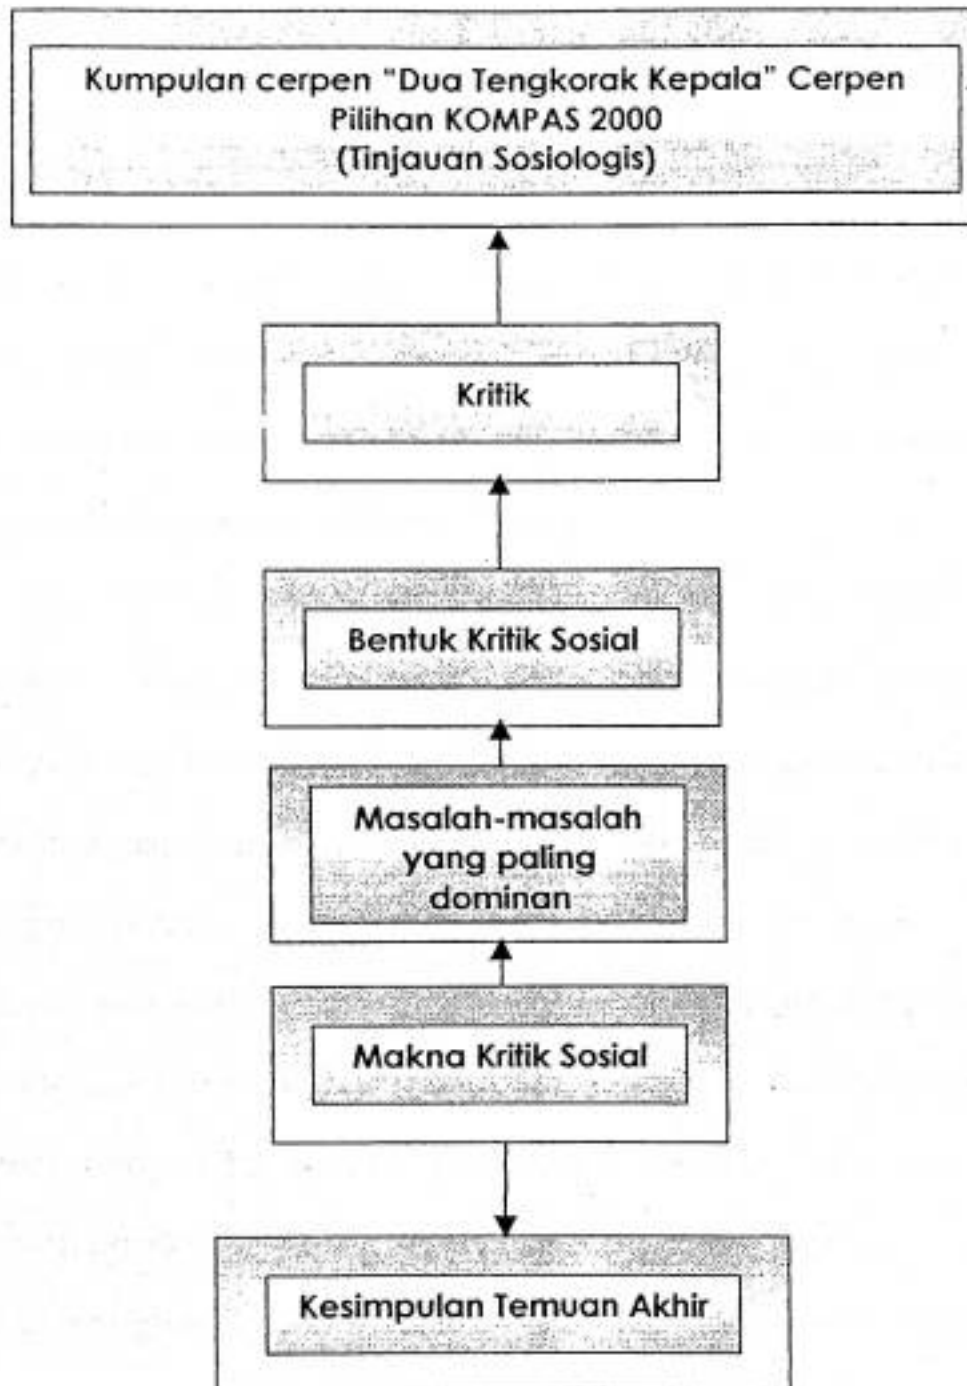 Kumpulan cerpen "Dua Tengkorak Kepala" Cerpen
Pilihan KOMPAS 2000
(Tinjauan Sosiologis)
Kritik
Bentuk Kritik Sosial
Masalah-masalah
yang paling
dominan
Makna Kritik Sosial
Kesimpulan Temuan Akhir